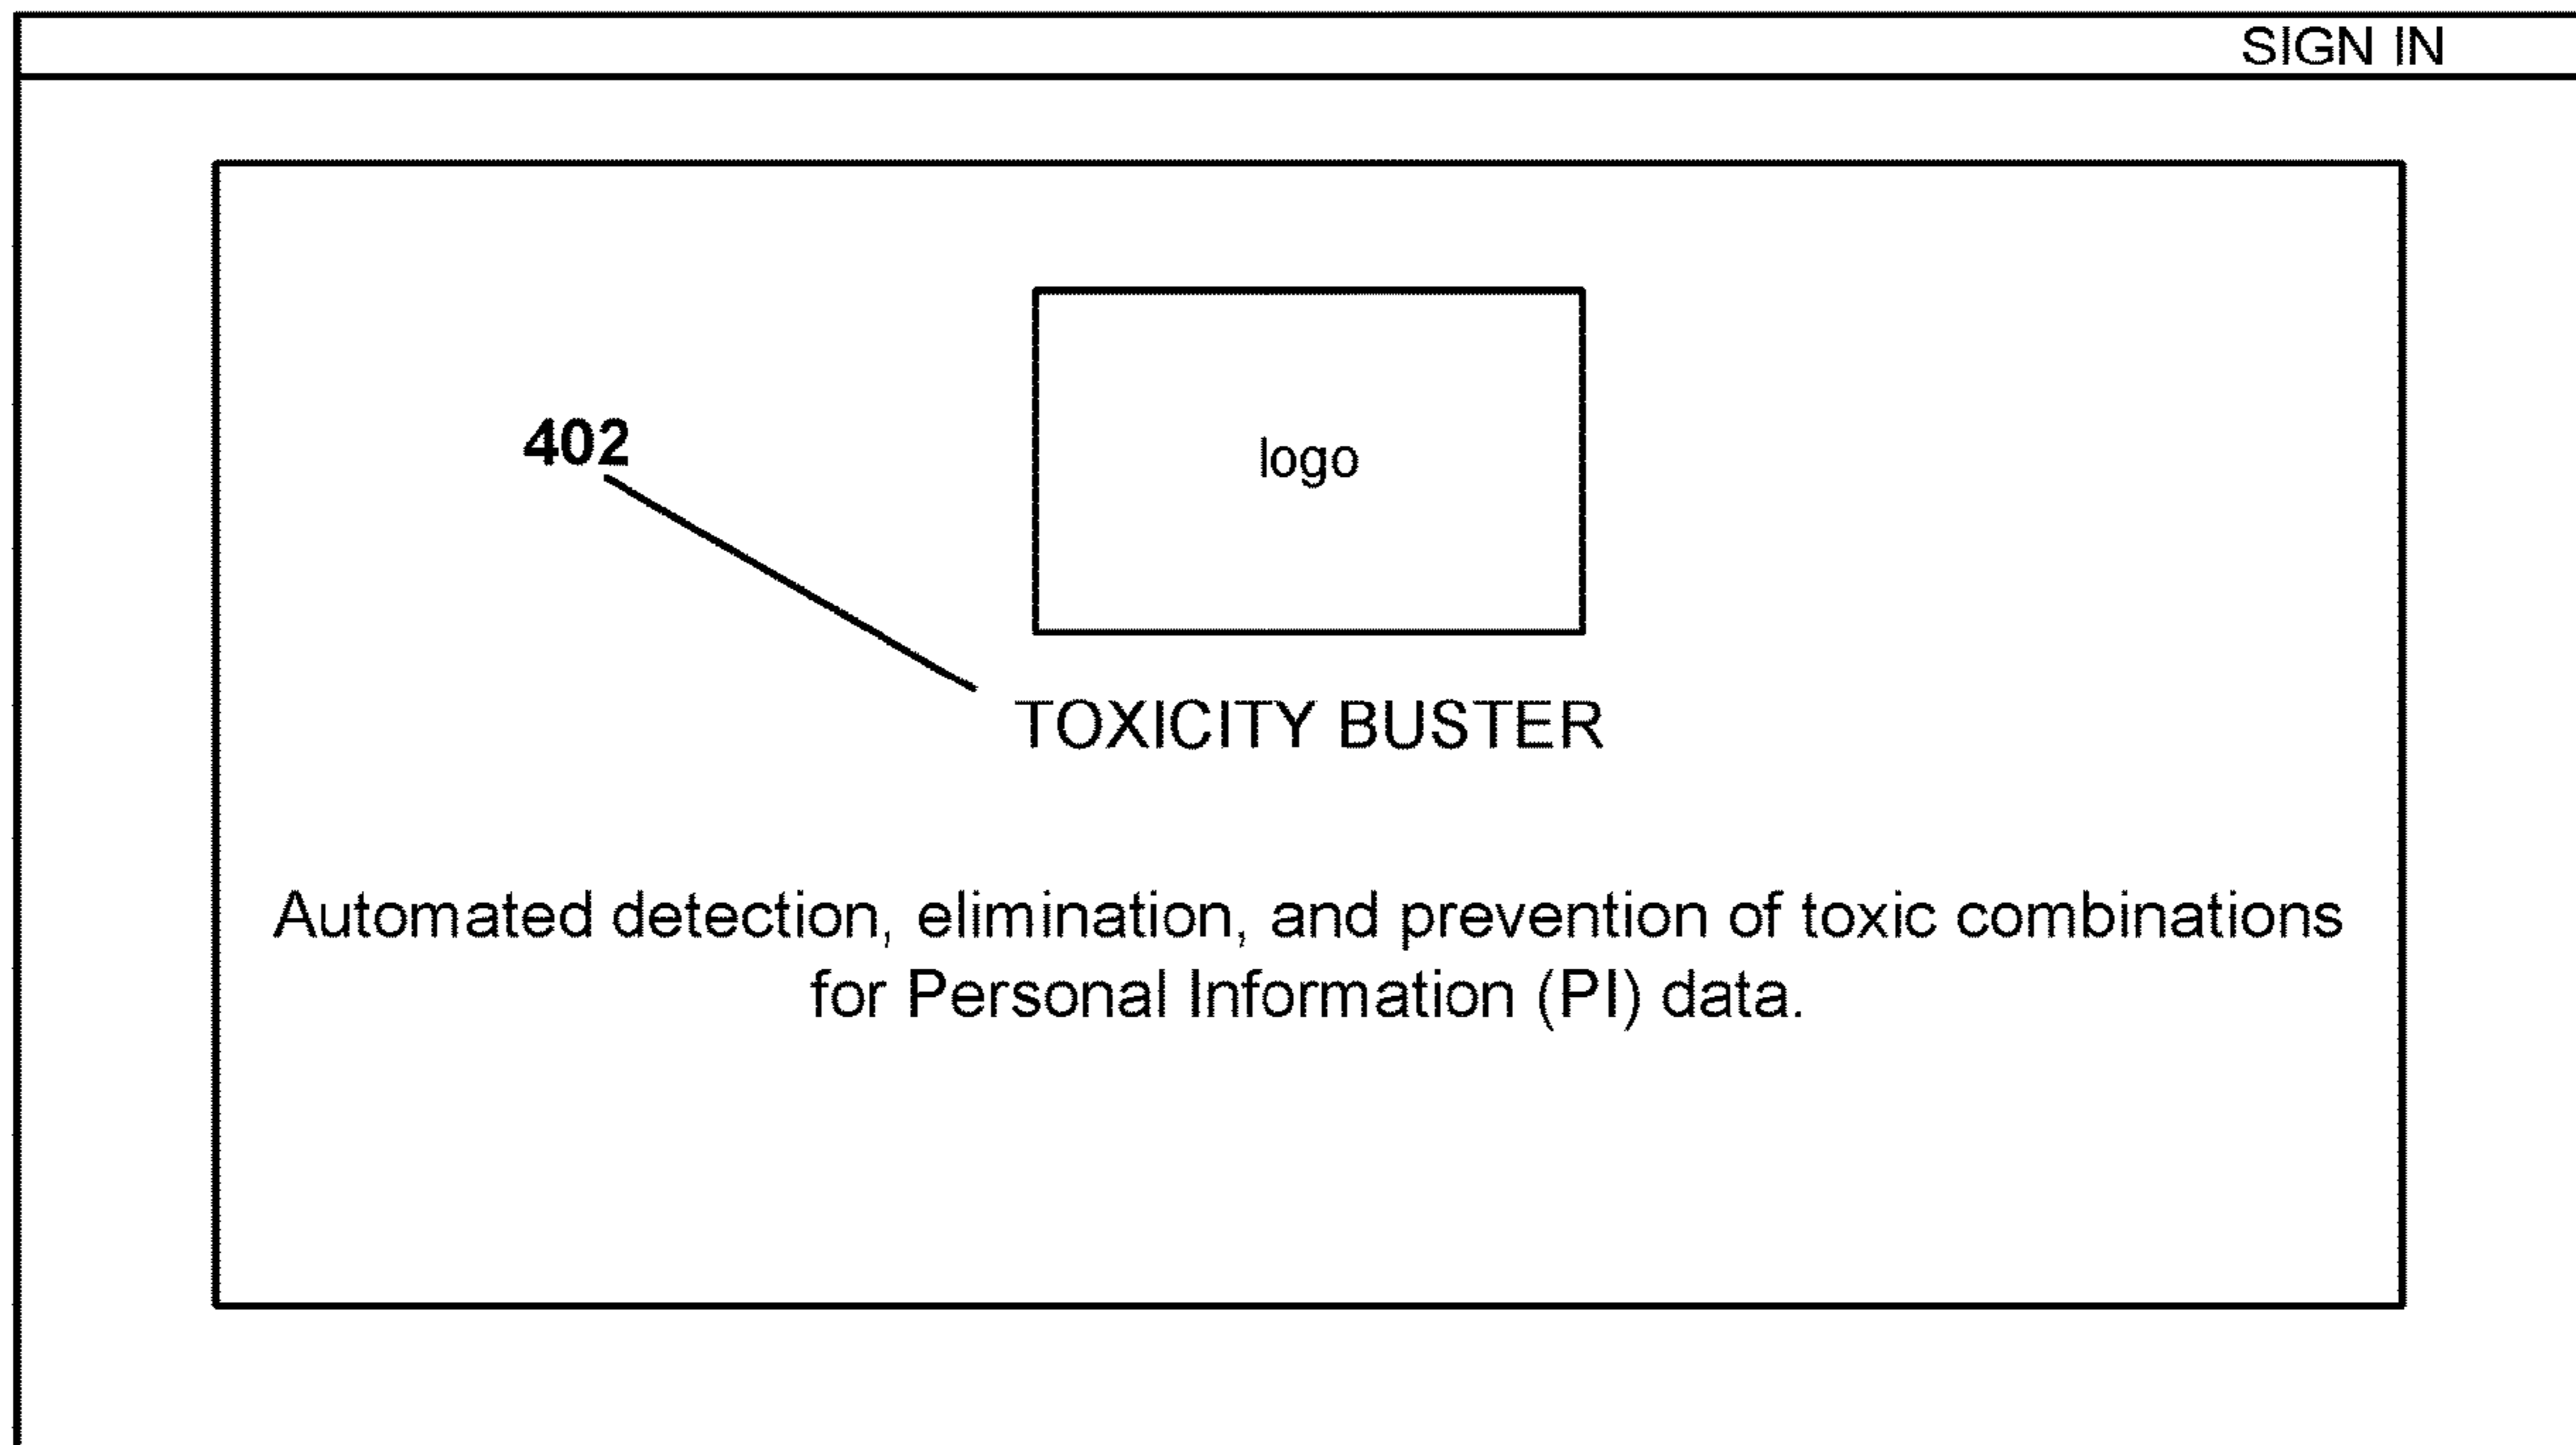 SIGN IN
402
logo
TOXICITY BUSTER
Automated detection, elimination, and prevention of toxic combinations
for Personal Information (PI) data.